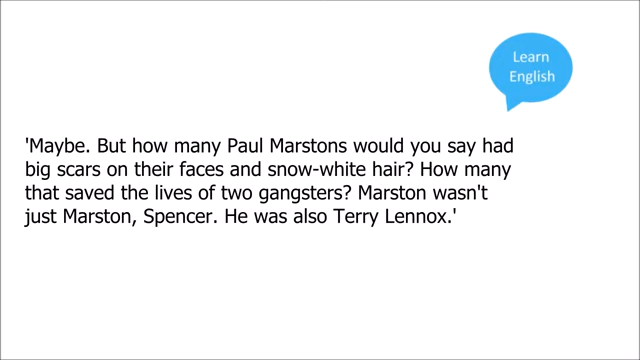 Learn
English
'Maybe. But how many Paul Marstons would you say had
big scars on their faces and snow-white hair? How many
that saved the lives of two gangsters? Marston wasn't
just Marston, Spencer. He was also Terry Lennox.'